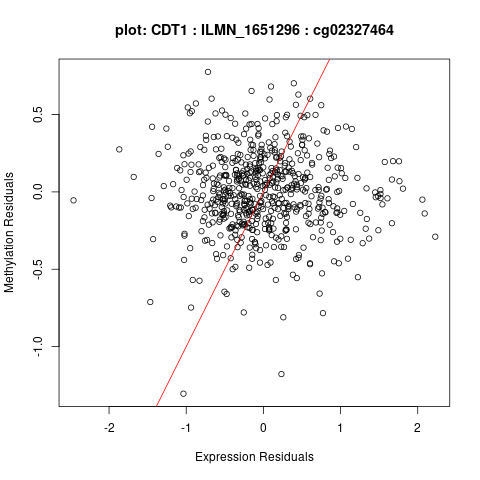 plot: CDT1 : ILMN_1651296 : cg02327464
Methylation Residuals
0.5
0.0
-0.5
-1.0
-2 -1 0 1 2
Expression Residuals